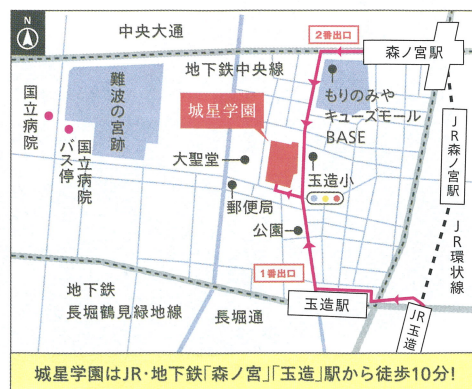 N
中央大通
2番出口
森ノ宮駅
地下鉄中央線
国立病院
難波の宮跡
もりのみや
キューズモール
BASE
城星学園
JR森ノ宮駅
国立病院
バス停
大聖堂
玉造小
郵便局
公園
JR環状線
1番出口
地下鉄
長堀鶴見緑地線
長堀通
玉造駅
JR玉造
城星学園はJR・地下鉄「森ノ宮」「玉造」駅から徒歩10分!